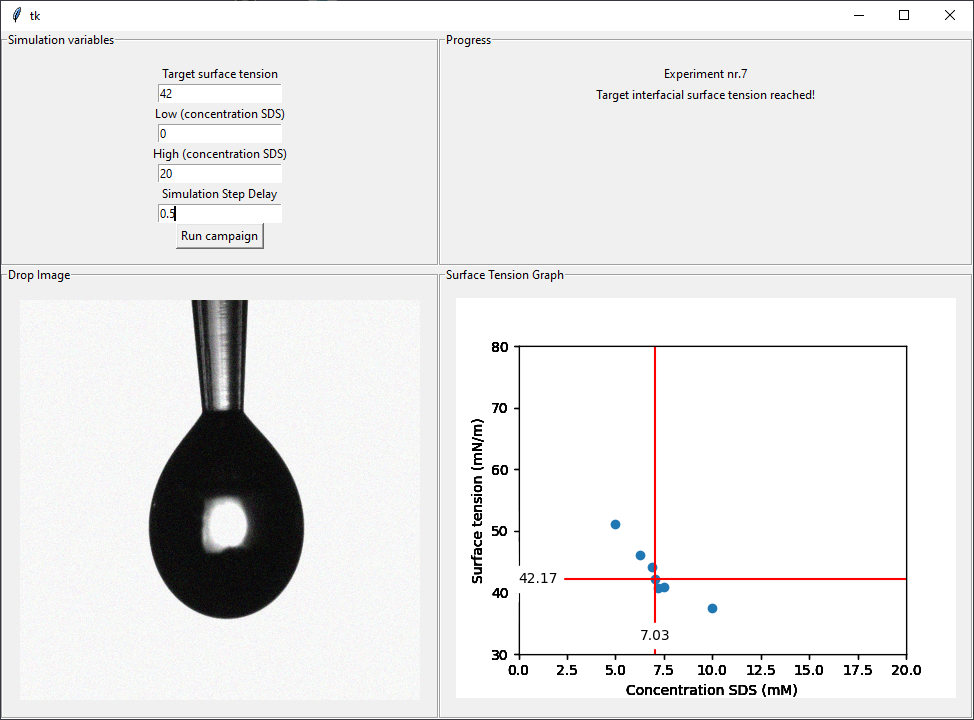 tk
Simulation variables
Target surface tension
42
Low (concentration SDS)
0
High (concentration SDS)
20
Simulation Step Delay
0.5
Run campaign
Progress
Experiment nr.7
Target interfacial surface tension reached!
Drop Image
Surface Tension Graph
80
70
60
50
40
30
Surface tension (mN/m)
42.17
7.03
0.0 2.5 5.0 7.5 10.0 12.5 15.0 17.5 20.0
Concentration SDS (mM)